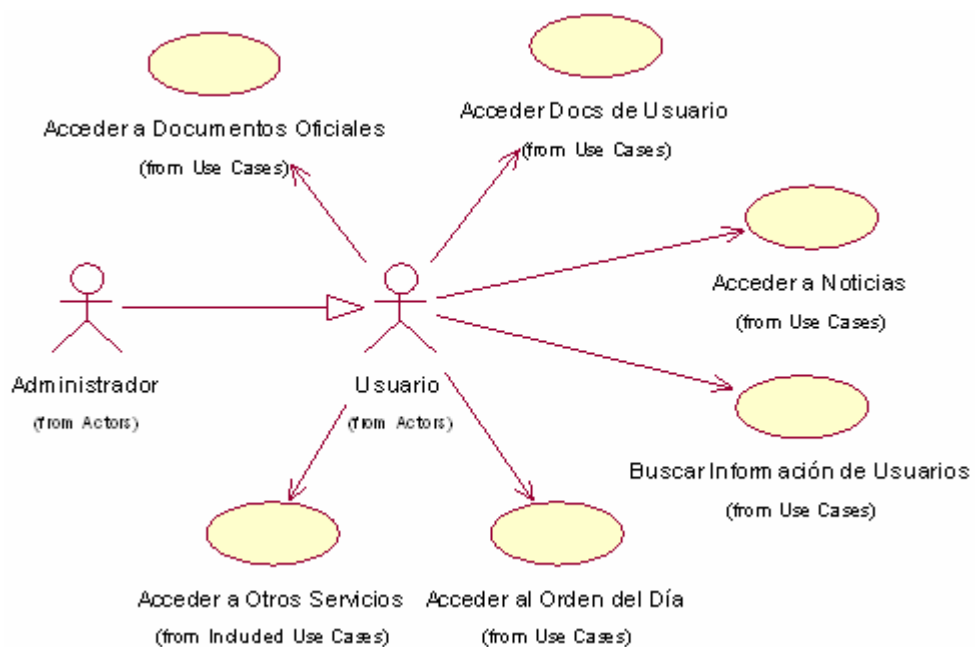 Acceder a Documentos Oficiales
(from Use Cases)
Acceder Docs de Usuario
(from Use Cases)
Acceder a Noticias
(from Use Cases)
Administrador
(from Actors)
Usuario
(from Actors)
Buscar Información de Usuarios
(from Use Cases)
Acceder a Otros Servicios
(from Included Use Cases)
Acceder al Orden del Día
(from Use Cases)